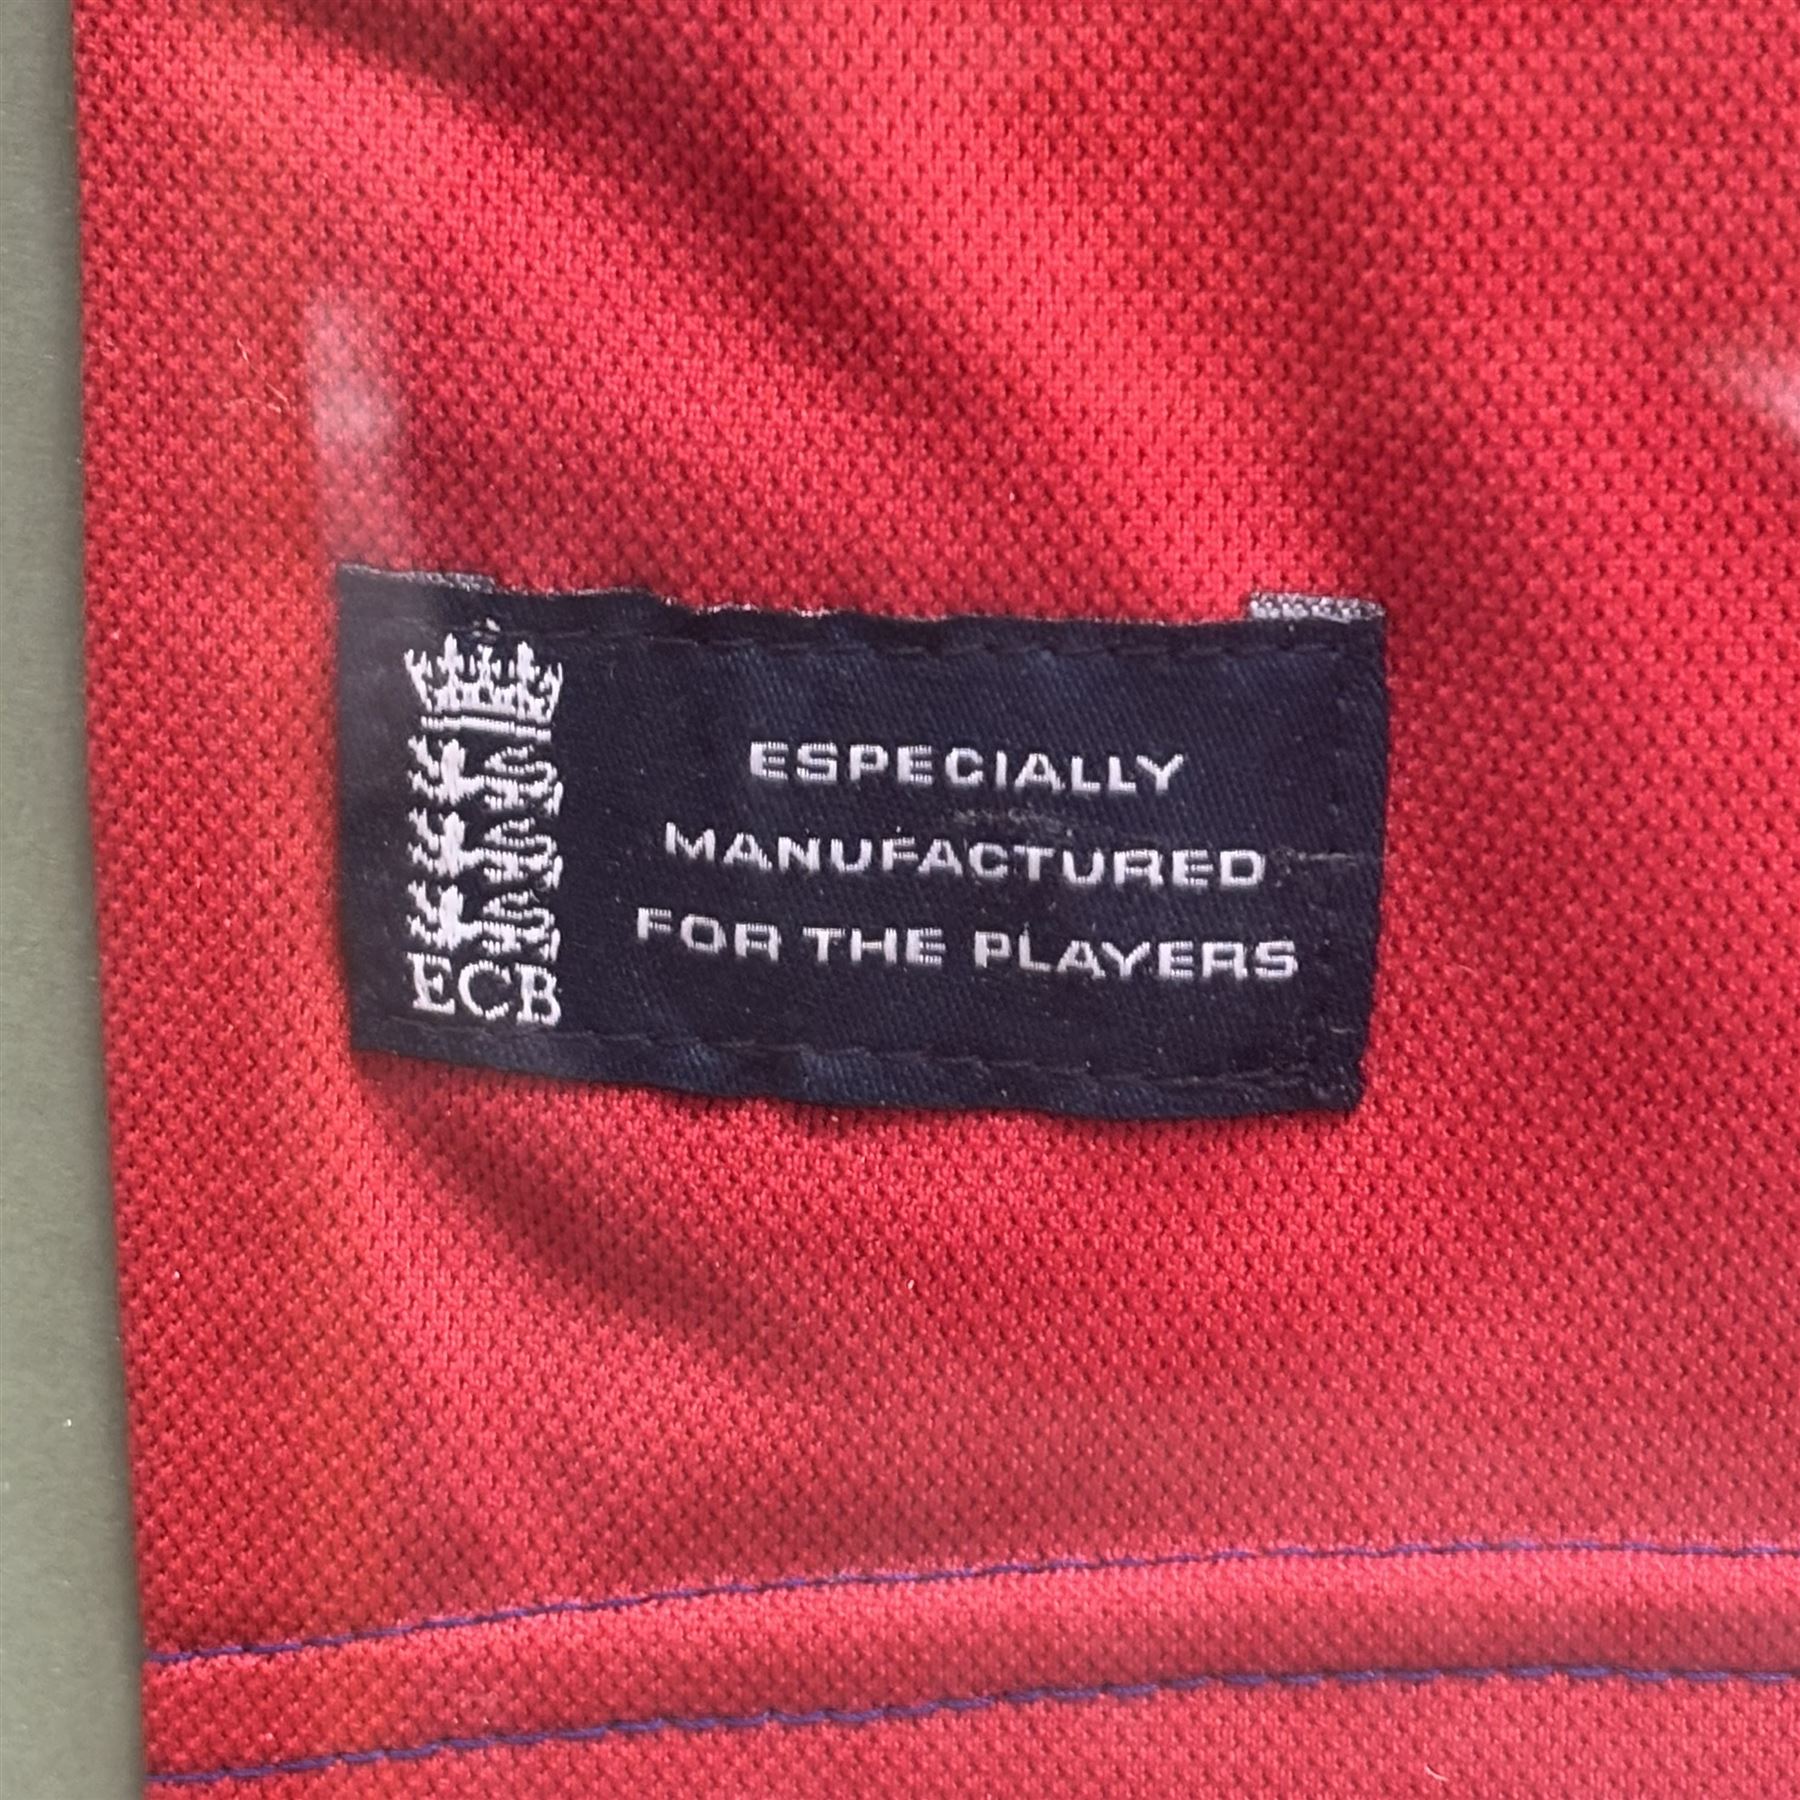 ECB
ESPECIALLY
MANUFACTURED
FOR THE PLAYERS